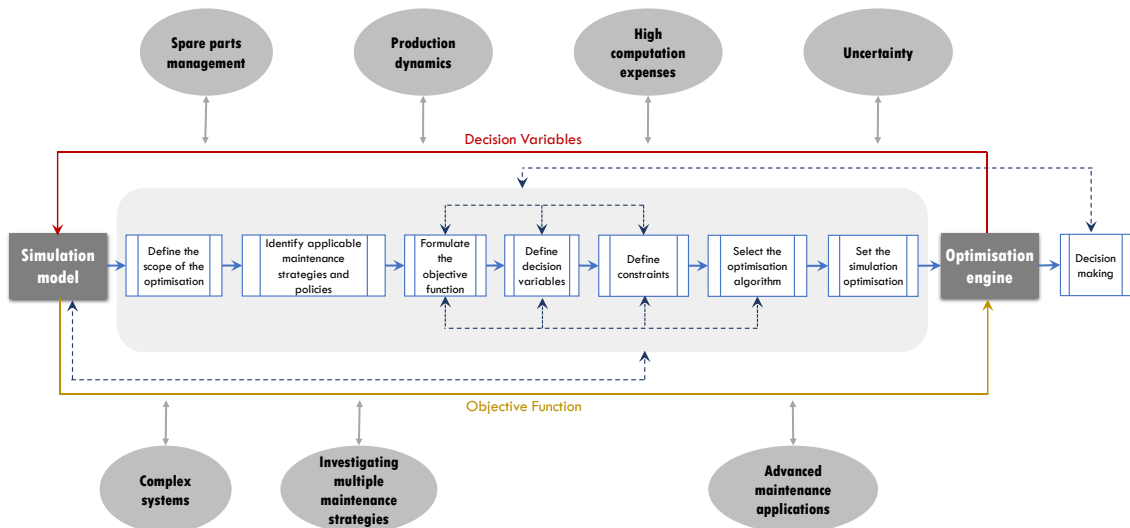 Spare parts
management
Production
dynamics
High
computation
expenses
Uncertainty
Decision Variables
Simulation
model
Define the
scope of the
optimisation
Identify applicable
maintenance
strategies and
policies
Formulate
the
objective
function
Define
decision
variables
Define
constraints
Select the
optimisation
algorithm
Set the
simulation
optimisation
Optimisation
engine
Decision
making
Objective Function
Complex
systems
Investigating
multiple
maintenance
strategies
Advanced
maintenance
applications